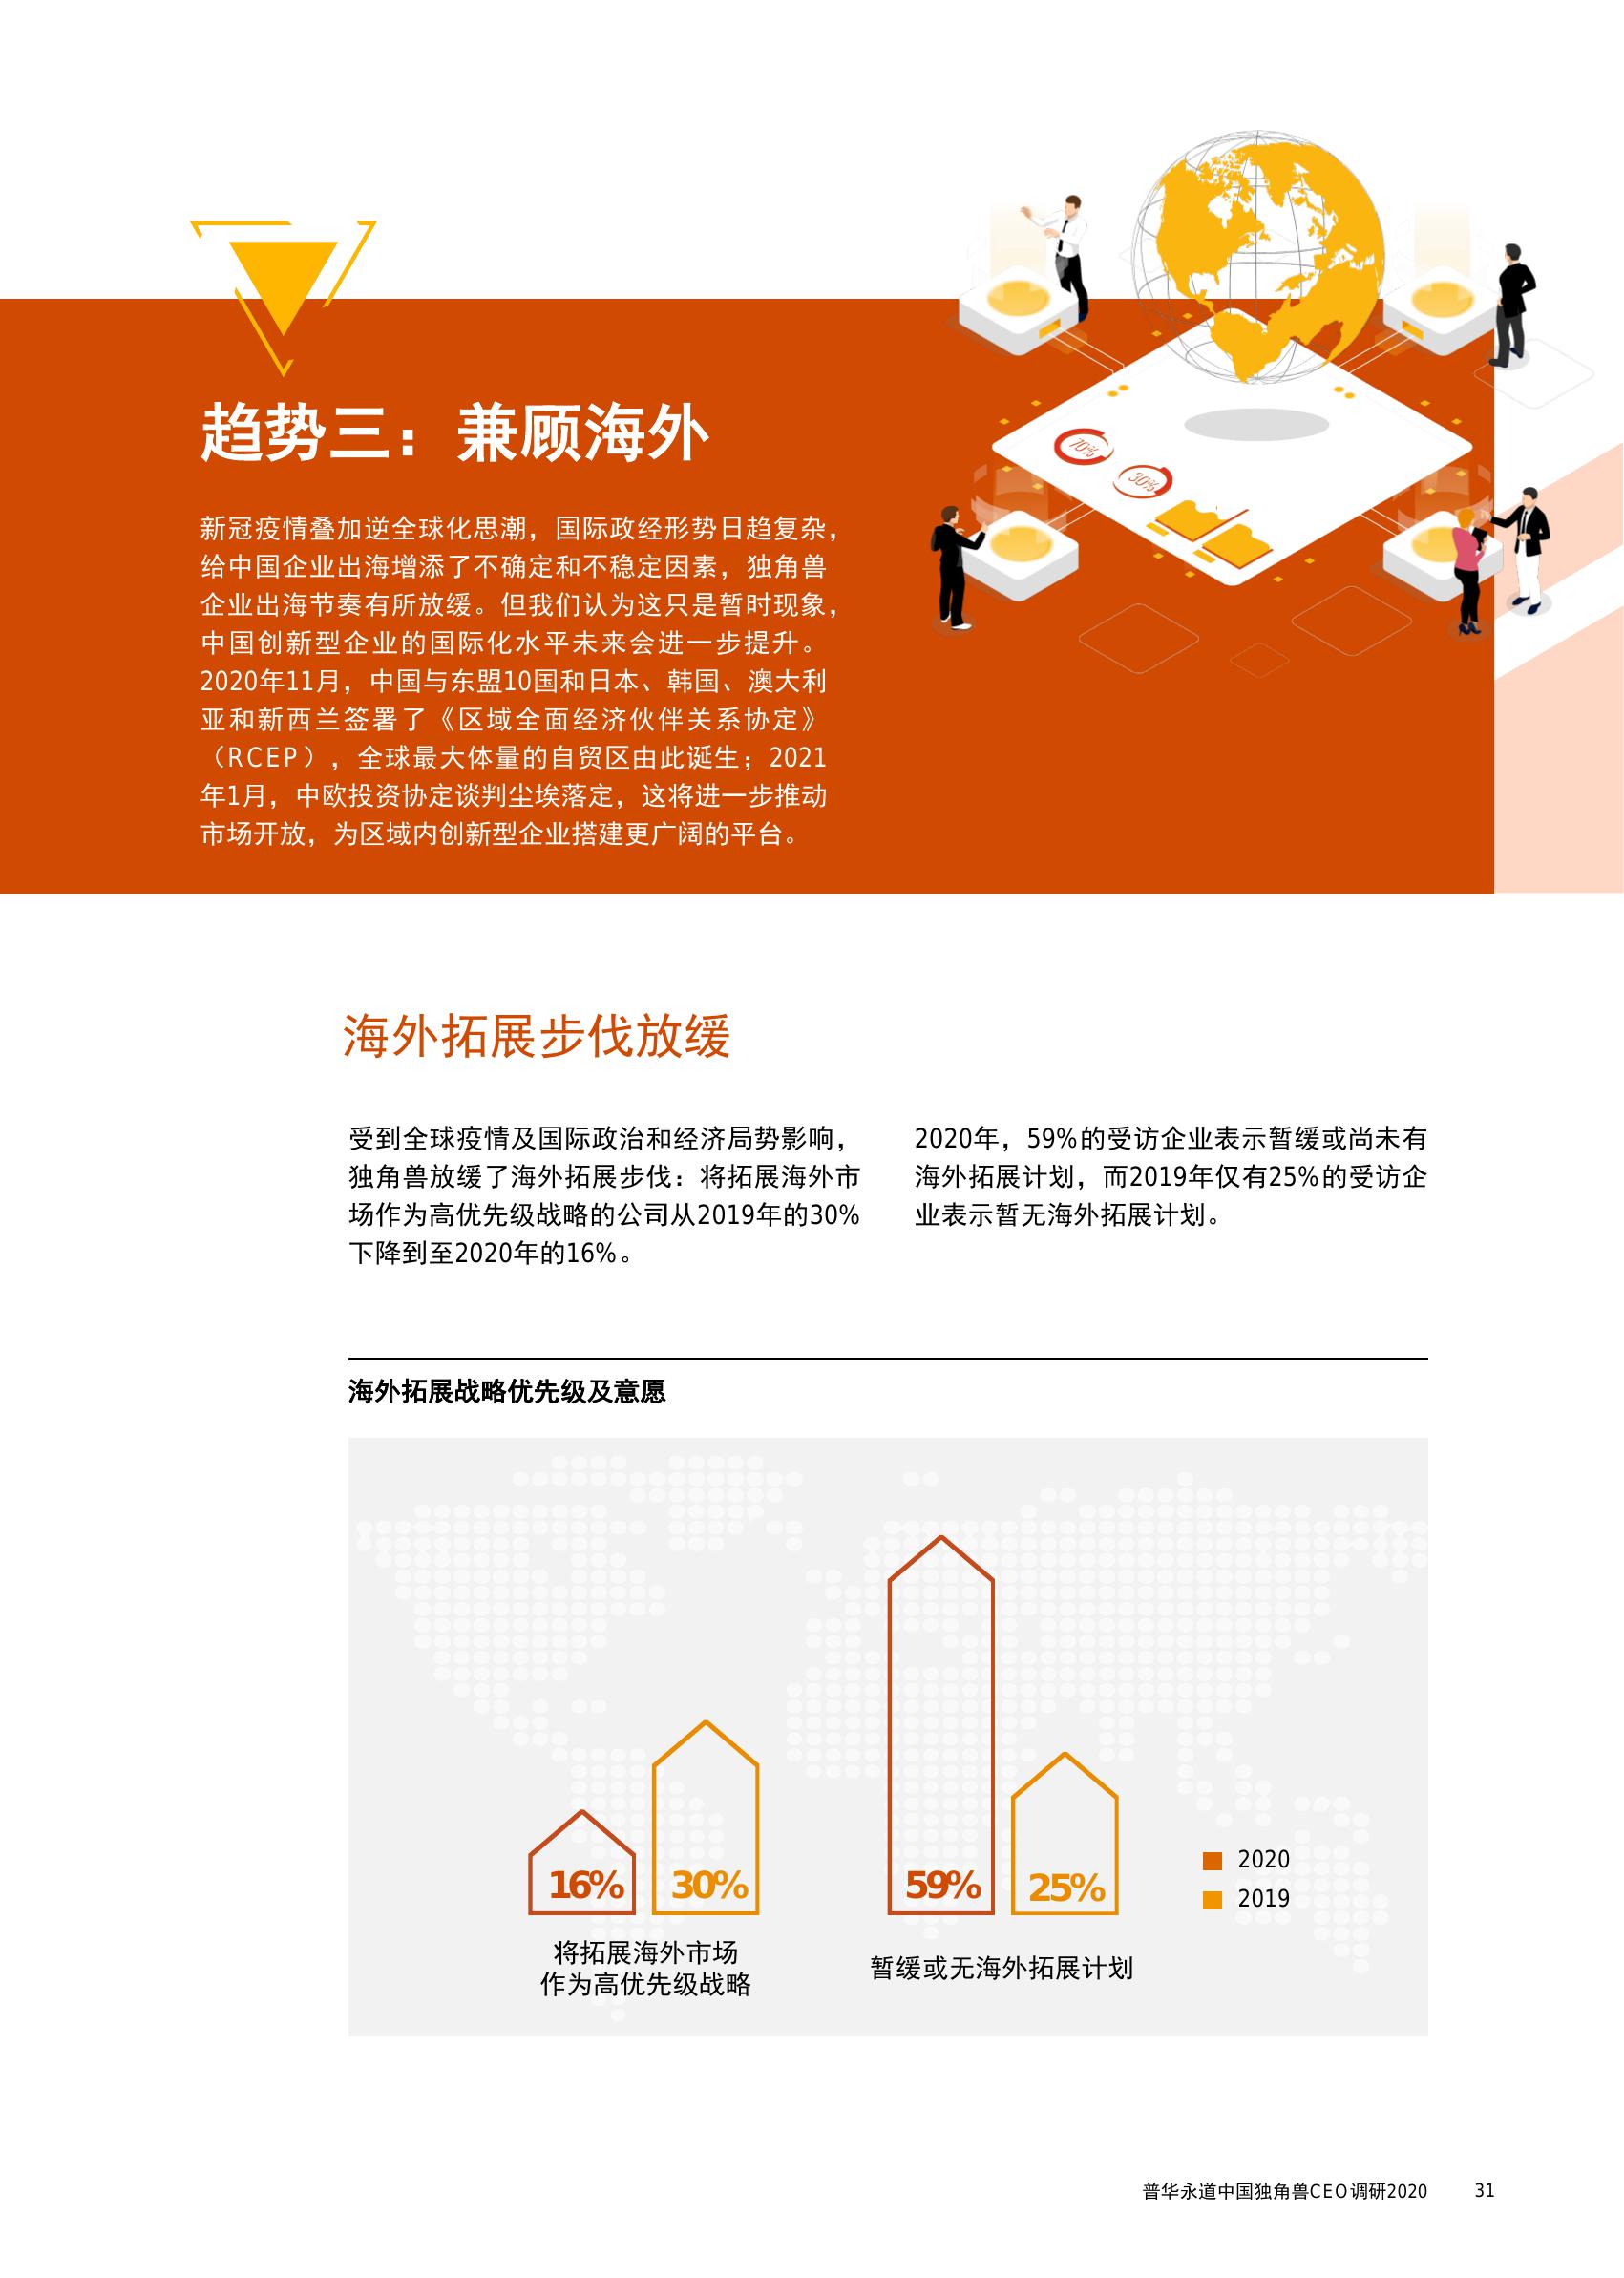 70%
30%
趋势三：兼顾海外
新冠疫情叠加逆全球化思潮，国际政经形势日趋复杂，
给中国企业出海增添了不确定和不稳定因素，独角兽
企业出海节奏有所放缓。但我们认为这只是暂时现象，
中国创新型企业的国际化水平未来会进一步提升。
2020年11月，中国与东盟10国和日本、韩国、澳大利
亚和新西兰签署了《区域全面经济伙伴关系协定》
（RCEP），全球最大体量的自贸区由此诞生；2021
年1月，中欧投资协定谈判尘埃落定，这将进一步推动
市场开放，为区域内创新型企业搭建更广阔的平台。
海外拓展步伐放缓
受到全球疫情及国际政治和经济局势影响，
独角兽放缓了海外拓展步伐：将拓展海外市
场作为高优先级战略的公司从2019年的30%
下降到至2020年的16%。
2020年，59%的受访企业表示暂缓或尚未有
海外拓展计划，而2019年仅有25%的受访企
业表示暂无海外拓展计划。
海外拓展战略优先级及意愿
16%
30%
59%
25%
2020
2019
将拓展海外市场
作为高优先级战略
暂缓或无海外拓展计划
普华永道中国独角兽CEO调研2020
31